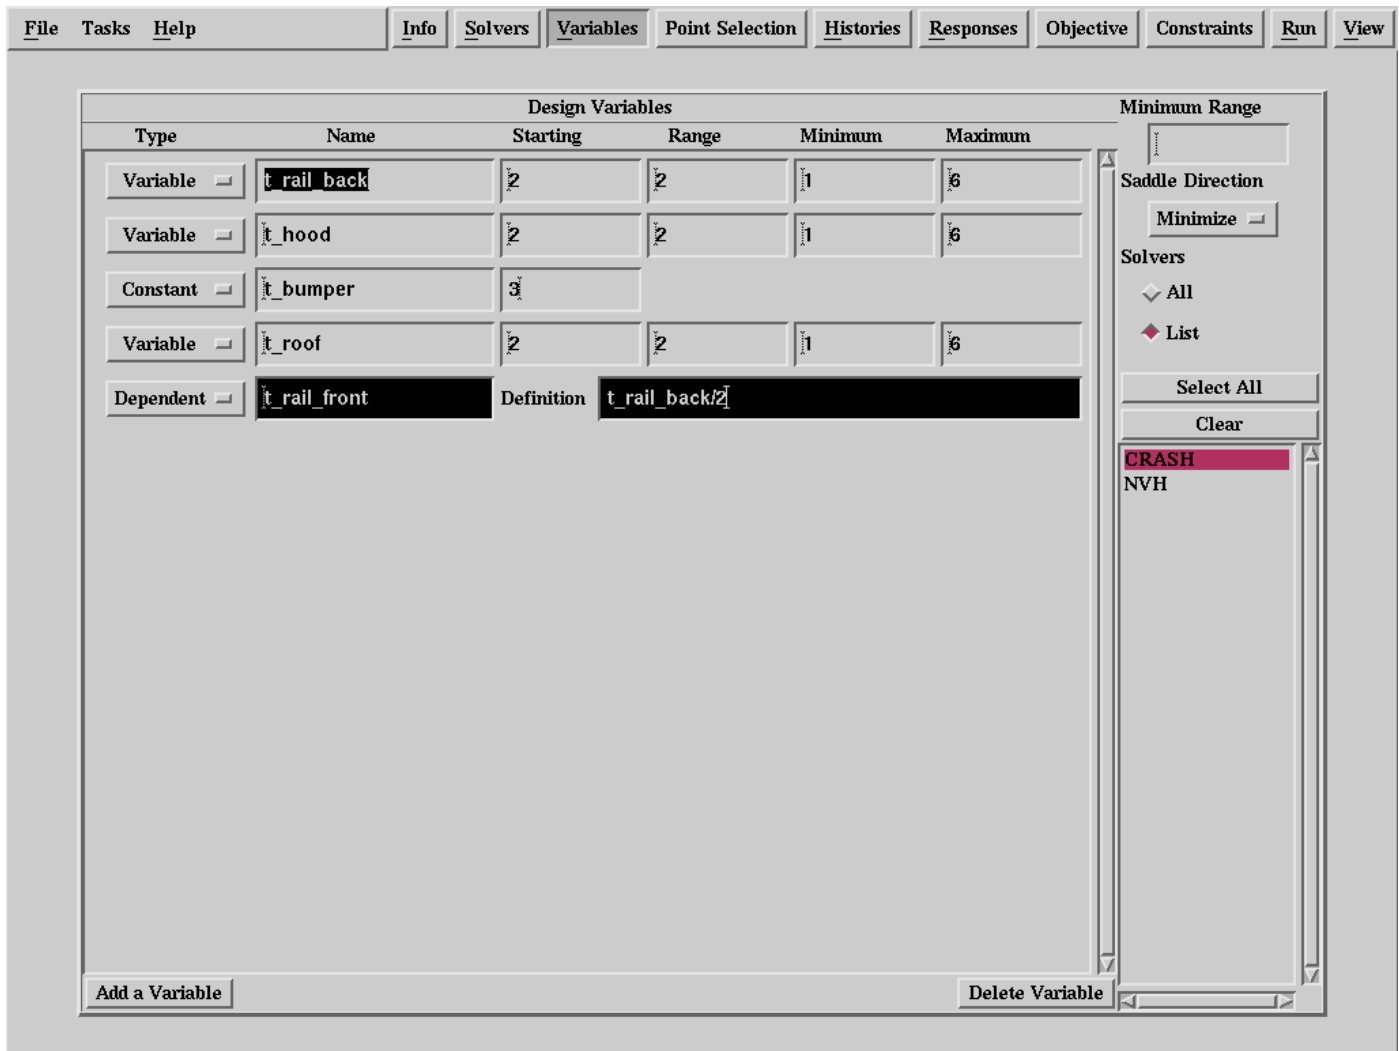 File Tasks Help Info Solvers Variables Point Selection Histories Responses Objective Constraints Run View
Design Variables
Type Name Starting Range Minimum Maximum
Variable t_rail_back 2 2 1 6
Variable t_hood 2 2 1 6
Constant t_bumper 3
Variable t_roof 2 2 1 6
Dependent t_rail_front Definition t_rail_back/2
Add a Variable Delete Variable
Minimum Range
Saddle Direction
Minimize
Solvers
All
List
Select All
Clear
CRASH
NVH